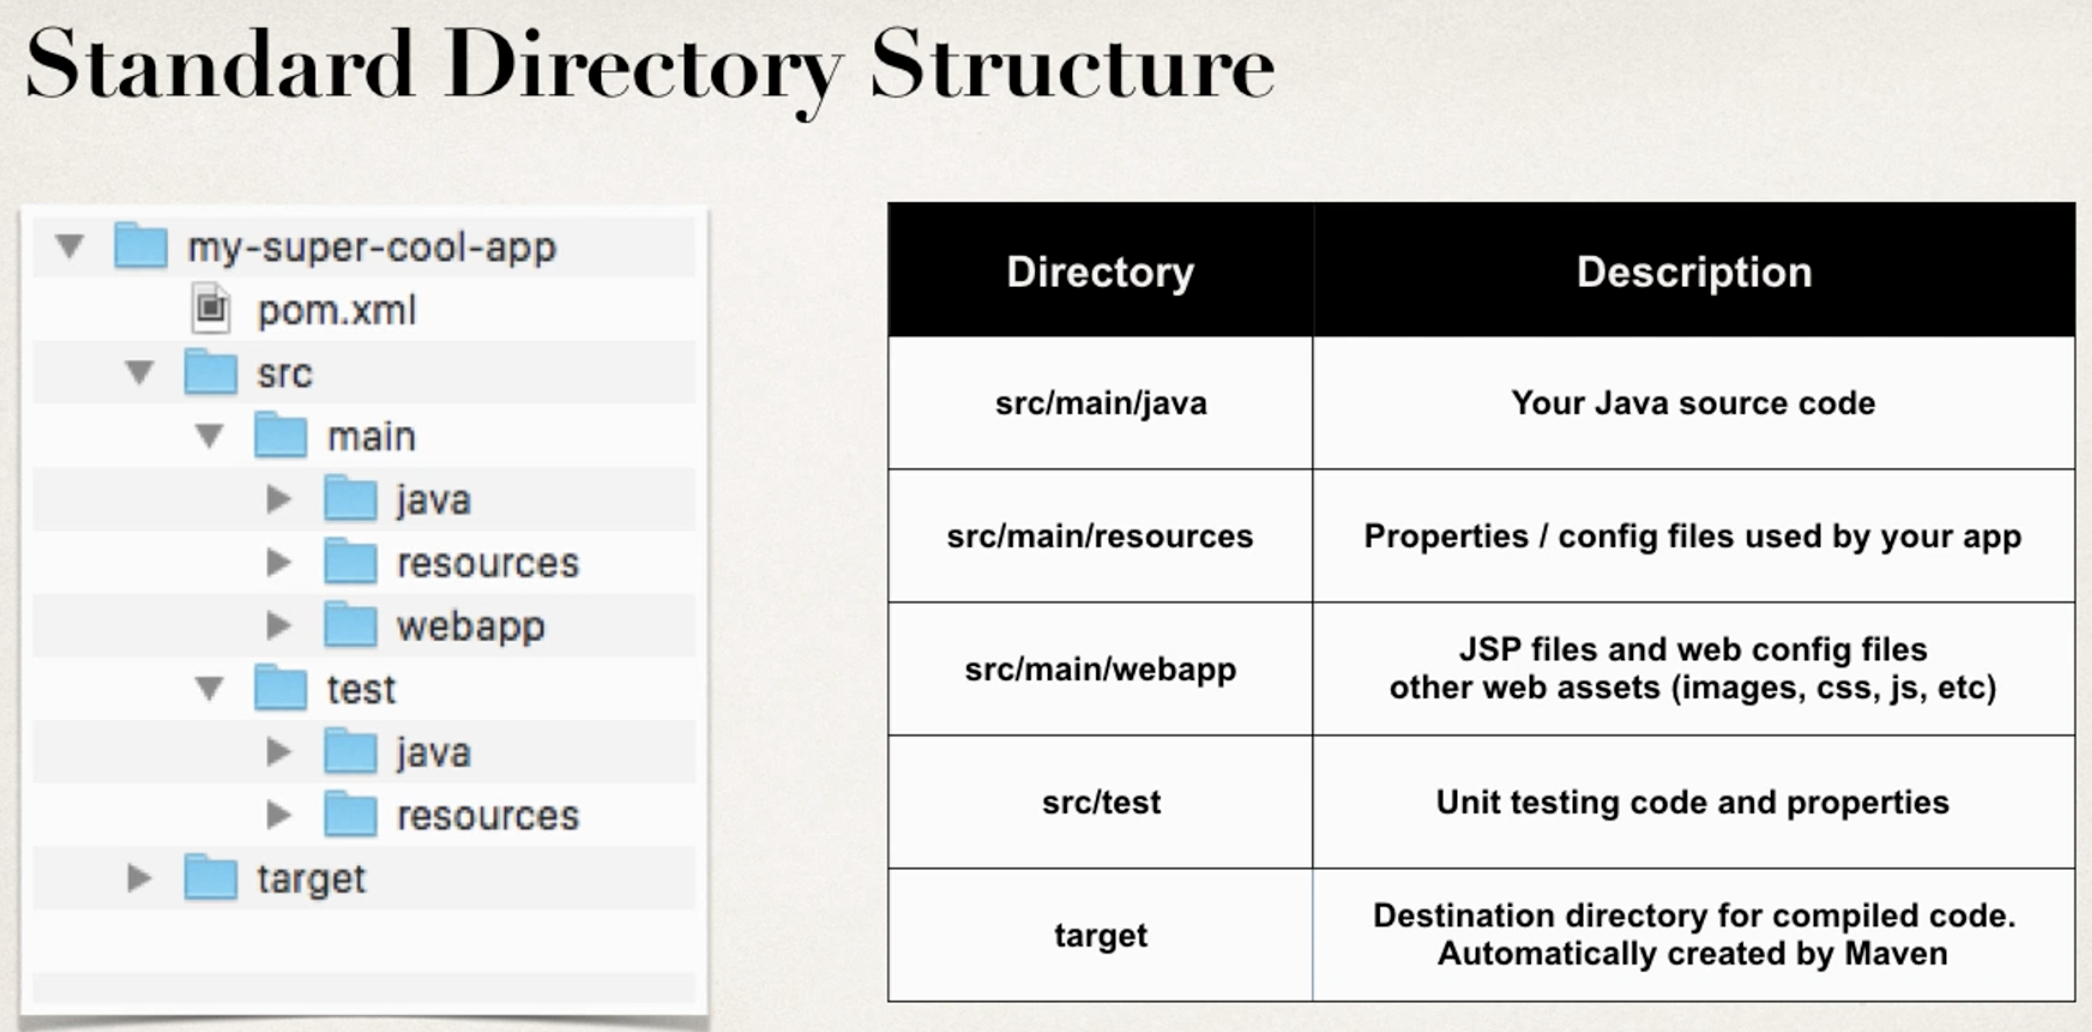 Standard Directory Structure
my-super-cool-app
pom.xml
src
main
java
resources
webapp
test
java
resources
target
Directory Description
src/main/java Your Java source code
src/main/resources Properties / config files used by your app
src/main/webapp JSP files and web config files
other web assets (images, css, js, etc)
src/test Unit testing code and properties
target Destination directory for compiled code.
Automatically created by Maven